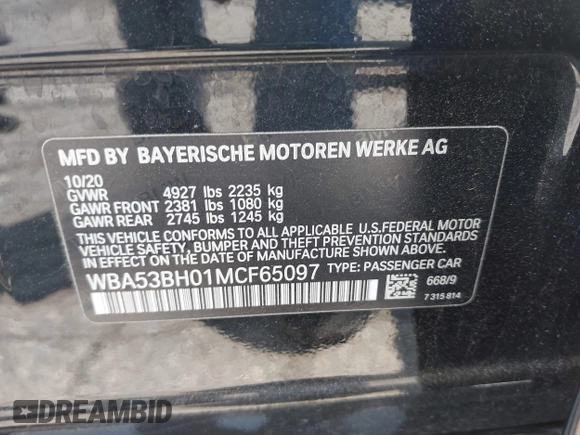 MFD BY BAYERISCHE MOTOREN WERKE AG
10/20
GVWR 4927 lbs 2235 kg
GAWR FRONT 2381 lbs 1080 kg
GAWR REAR 2745 lbs 1245 kg
THIS VEHICLE CONFORMS TO ALL APPLICABLE U.S.FEDERAL MOTOR
VEHICLE SAFETY, BUMPER AND THEFT PREVENTION STANDARDS IN
EFFECT ON THE DATE OF MANUFACTURE SHOWN ABOVE.
WBA53BH01MCF65097 TYPE: PASSENGER CAR
668/9
7 315 814
DREAMBID